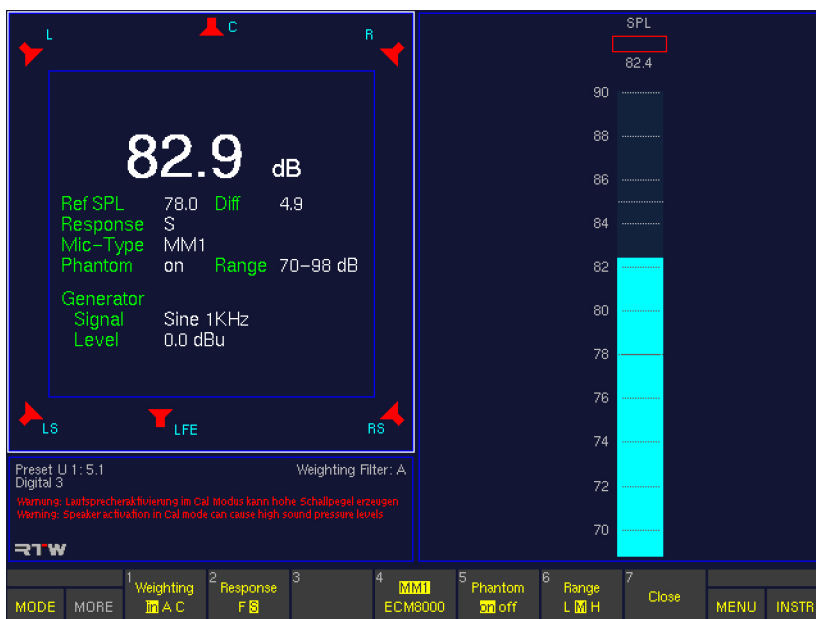 L C R
82.9 dB
Ref SPL 78.0 Diff 4.9
Response S
Mic-Type MM1
Phantom on Range 70-98 dB
Generator
Signal Sine 1KHz
Level 0.0 dBu
LS LFE RS
Preset U 1: 5.1 Weighting Filter: A
Digital 3
Warnung: Lautsprecheraktivierung im Cal Modus kann hohe Schallpegel erzeugen
Warning: Speaker activation in Cal mode can cause high sound pressure levels
RTW
SPL
82.4
90
88
86
84
82
80
78
76
74
72
70
MODE MORE
1 Weighting
lin A C
2 Response
F S
3
4 MM1
ECM8000
5 Phantom
on off
6 Range
L M H
7 Close
MENU INSTR